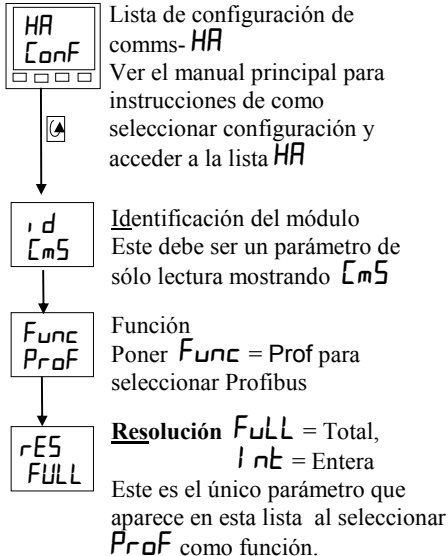 HA
ConF
Lista de configuración de
comms- HA
Ver el manual principal para
instrucciones de como
seleccionar configuración y
acceder a la lista HA
id
CmS
Identificación del módulo
Este debe ser un parámetro de
sólo lectura mostrando CmS
Func
ProF
Función
Poner Func = Prof para
seleccionar Profibus
rES
FULL
Resolución FuLL = Total,
Int = Entera
Este es el único parámetro que
aparece en esta lista al seleccionar
ProF como función.